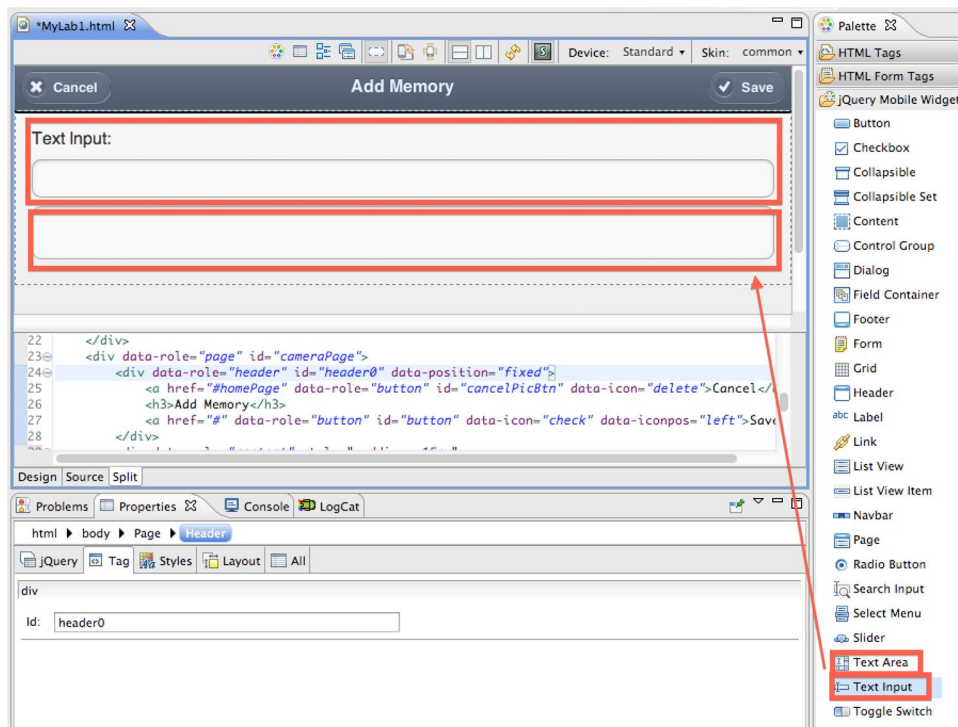 *MyLab1.html
Device: Standard Skin: common
Cancel
Add Memory
Save
Text Input:
22 </div>
23 <div data-role="page" id="cameraPage">
24 <div data-role="header" id="header0" data-position="fixed">
25 <a href="#homePage" data-role="button" id="cancelPicBtn" data-icon="delete">Cancel</
26 <h3>Add Memory</h3>
27 <a href="#" data-role="button" id="button" data-icon="check" data-iconpos="left">Save
28 </div>
Design Source Split
Problems Properties Console LogCat
html body Page Header
jQuery Tag Styles Layout All
div
Id: header0
Palette
HTML Tags
HTML Form Tags
jQuery Mobile Widget
Button
Checkbox
Collapsible
Collapsible Set
Content
Control Group
Dialog
Field Container
Footer
Form
Grid
Header
abc Label
Link
List View
List View Item
Navbar
Page
Radio Button
Search Input
Select Menu
Slider
Text Area
Text Input
Toggle Switch